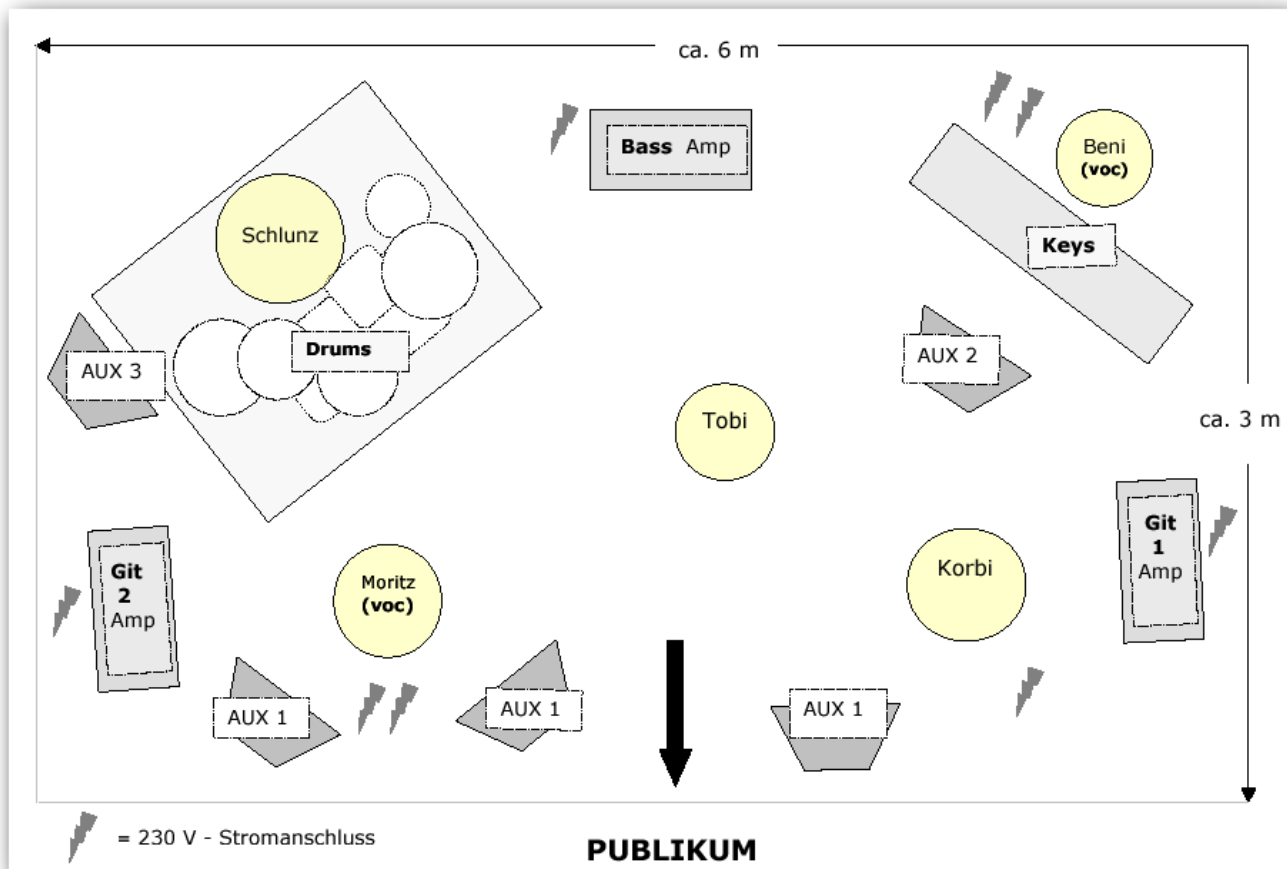 ca. 6 m
Bass Amp
Beni
(voc)
Schlunz
Keys
Drums
AUX 3
AUX 2
Tobi
ca. 3 m
Git
1
Amp
Git
2
Amp
Moritz
(voc)
Korbi
AUX 1
AUX 1
AUX 1
= 230 V - Stromanschluss
PUBLIKUM